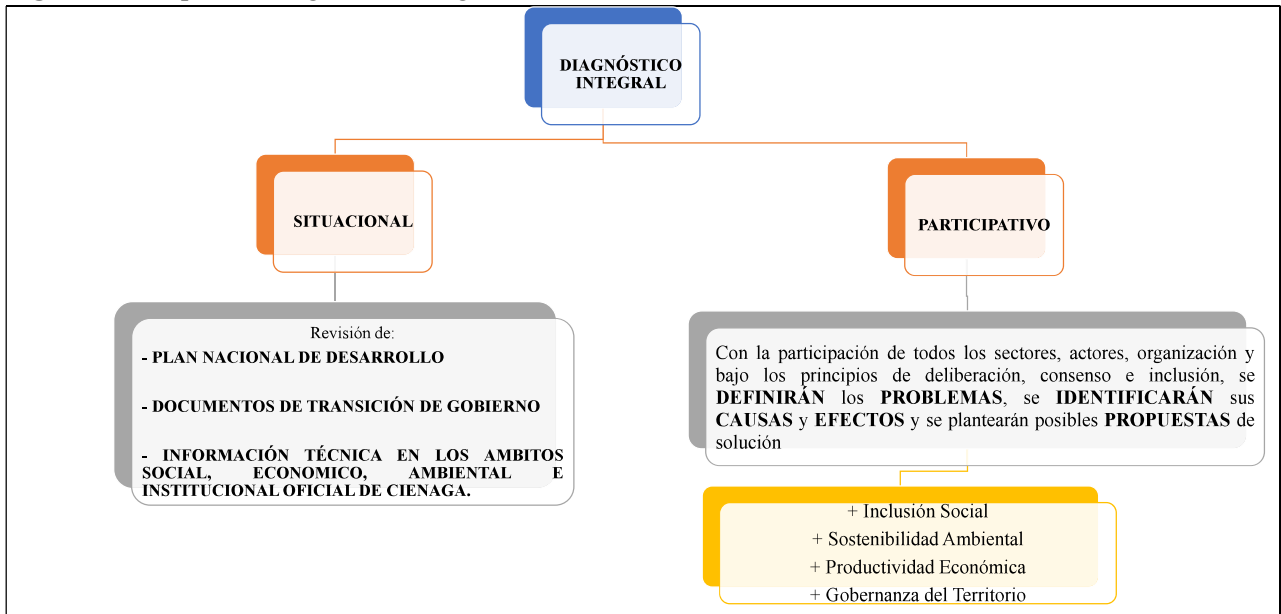 DIAGNÓSTICO
INTEGRAL
SITUACIONAL
PARTICIPATIVO
Revisión de:
- PLAN NACIONAL DE DESARROLLO
- DOCUMENTOS DE TRANSICIÓN DE GOBIERNO
- INFORMACIÓN TÉCNICA EN LOS AMBITOS
SOCIAL, ECONOMICO, AMBIENTAL E
INSTITUCIONAL OFICIAL DE CIENAGA.
Con la participación de todos los sectores, actores, organización y
bajo los principios de deliberación, consenso e inclusión, se
DEFINIRÁN los PROBLEMAS, se IDENTIFICARÁN sus
CAUSAS y EFECTOS y se plantearán posibles PROPUESTAS de
solución
+ Inclusión Social
+ Sostenibilidad Ambiental
+ Productividad Económica
+ Gobernanza del Territorio